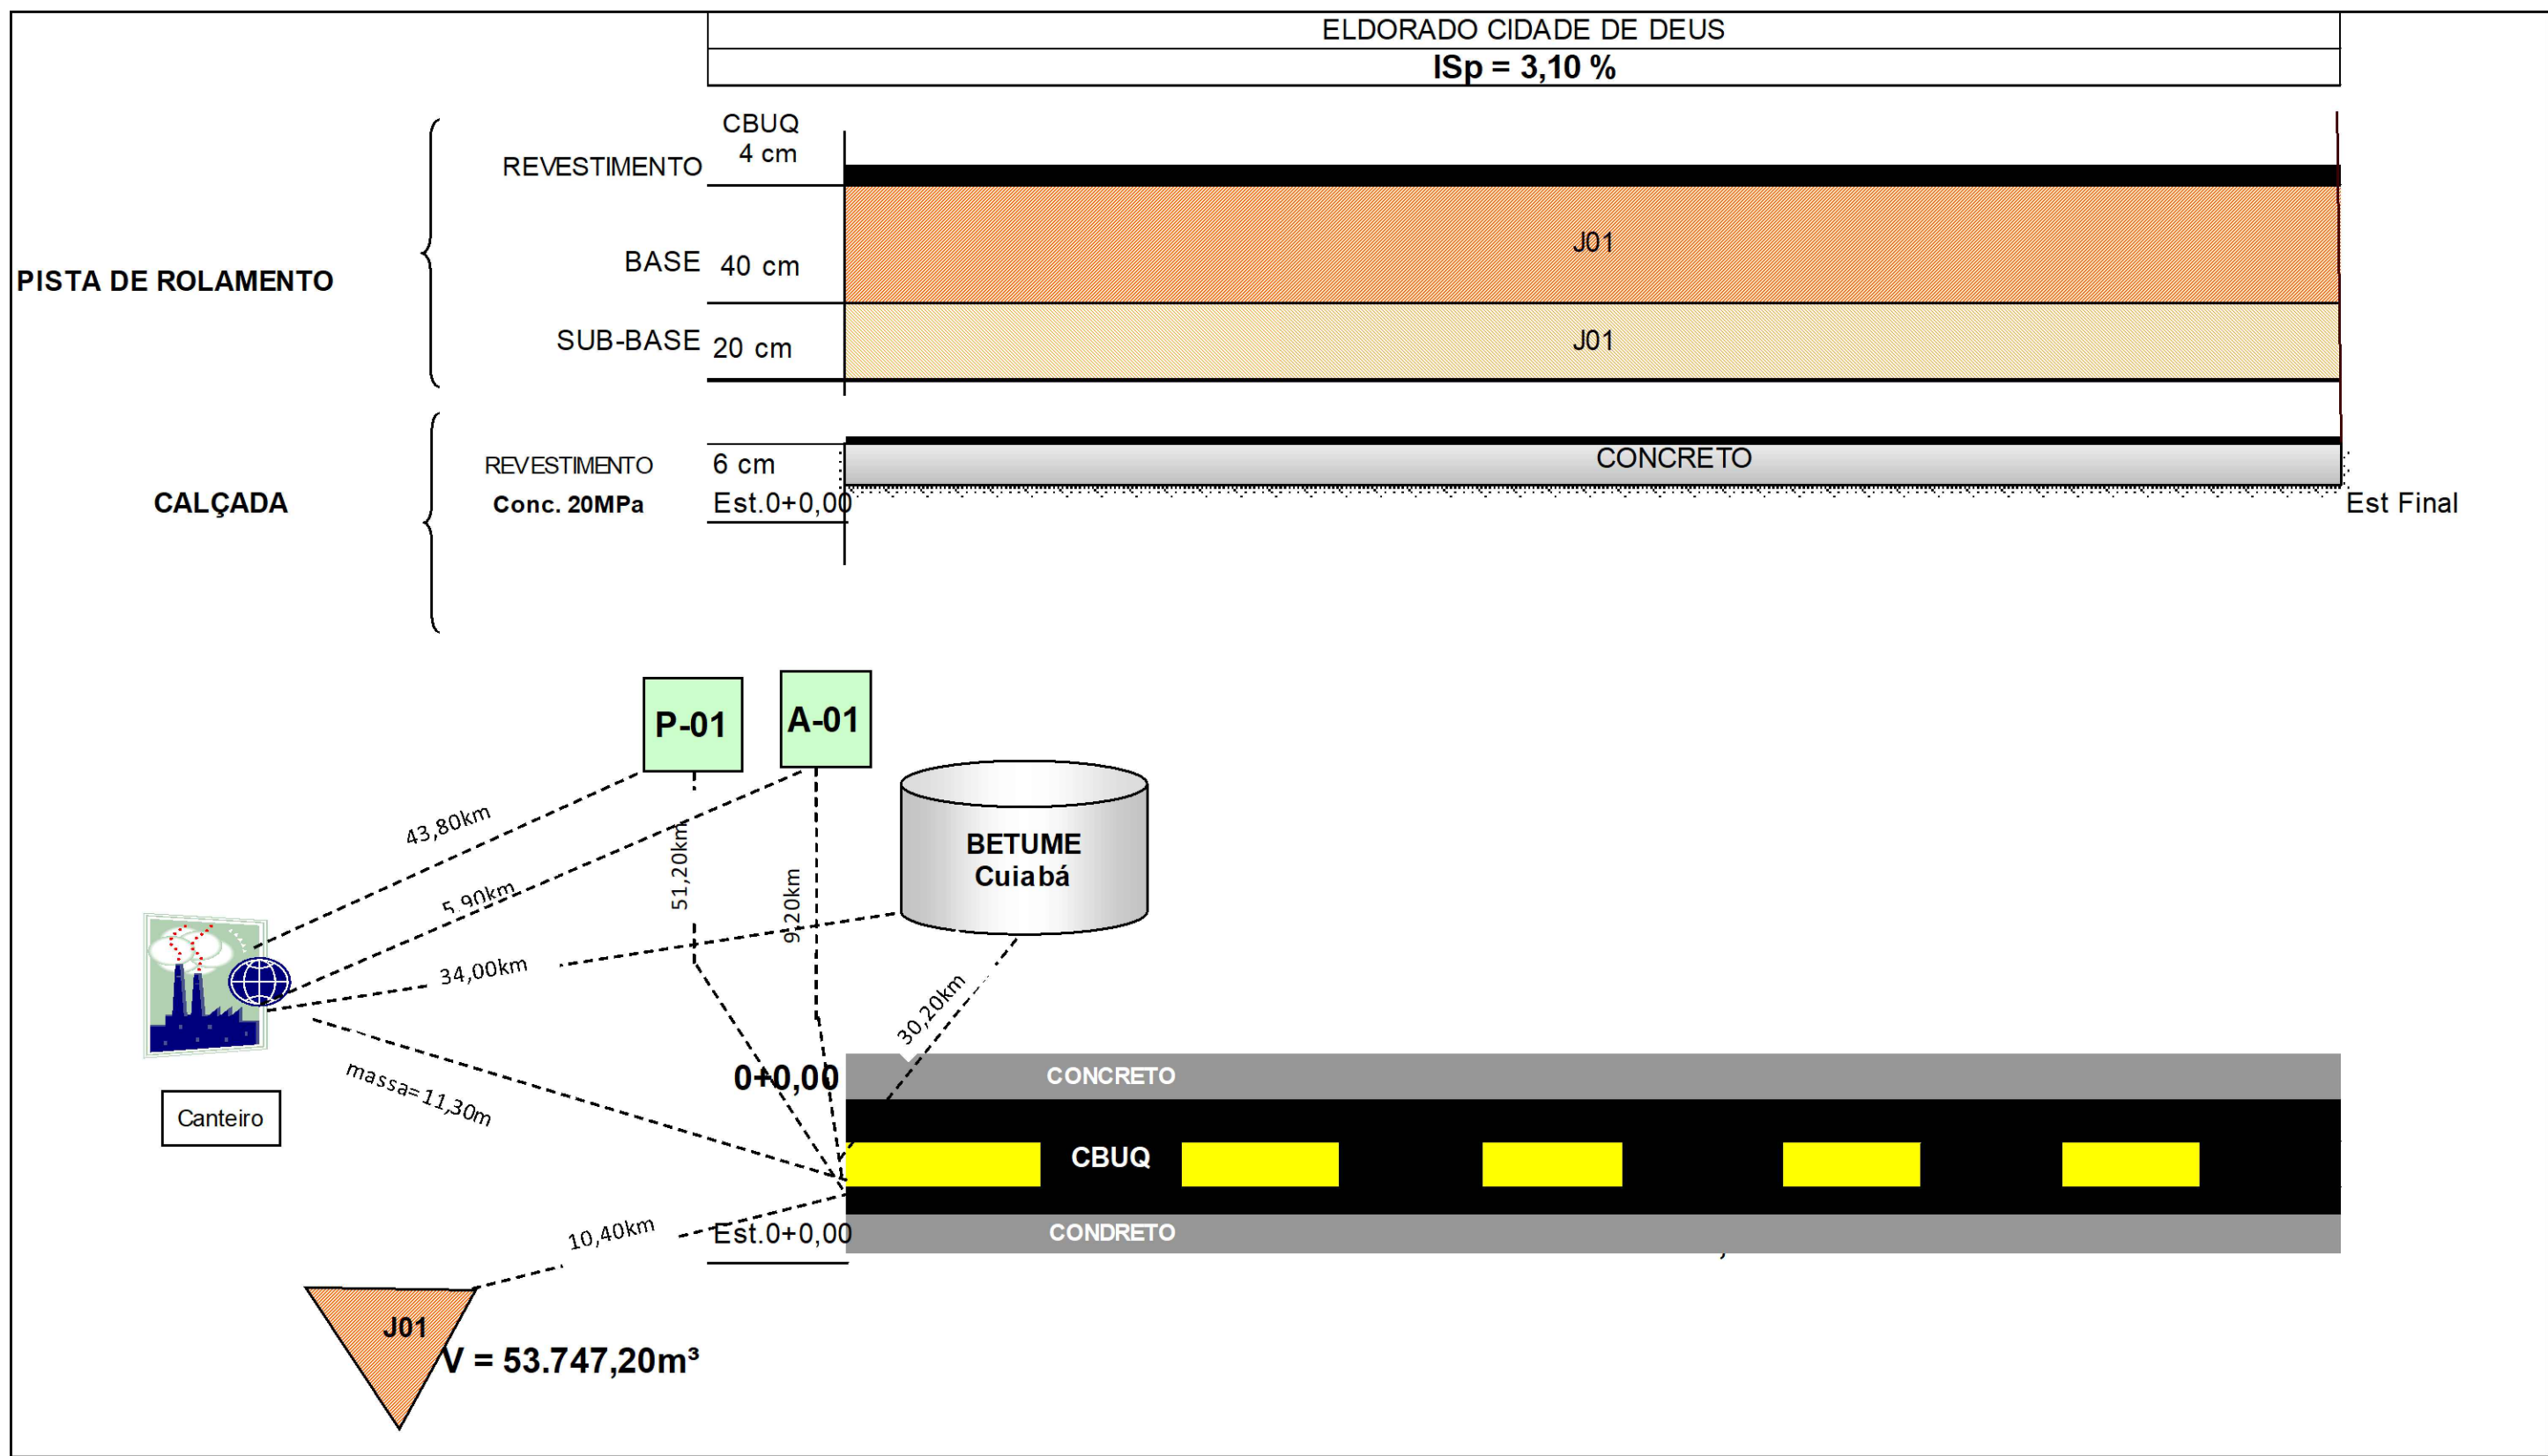 ELDORADO CIDADE DE DEUS
ISp = 3,10 %
CBUQ
4 cm
REVESTIMENTO
J01
BASE 40 cm
PISTA DE ROLAMENTO
SUB-BASE 20 cm
J01
REVESTIMENTO 6 cm
CONCRETO
CALÇADA
Conc. 20MPa
Est.0+0,00
Est Final
P-01
A-01
43,80km
51,20km
5,90km
9,20km
BETUME
Cuiabá
34,00km
30,20km
massa=11,30m
0+0,00
CONCRETO
Canteiro
CBUQ
10,40km
Est.0+0,00
CONDRETO
J01
V = 53.747,20m³